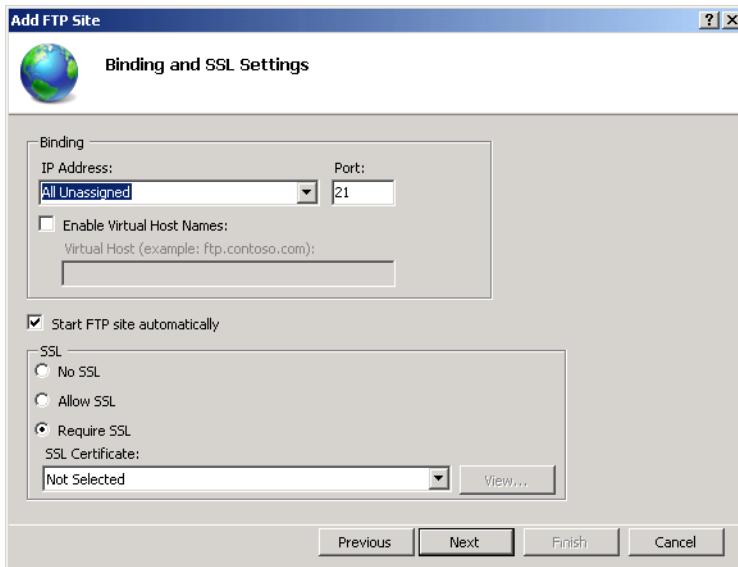 Add FTP Site
Binding and SSL Settings
Binding
IP Address: Port:
All Unassigned 21
Enable Virtual Host Names:
Virtual Host (example: ftp.contoso.com):
Start FTP site automatically
SSL
No SSL
Allow SSL
Require SSL
SSL Certificate:
Not Selected View...
Previous Next Finish Cancel